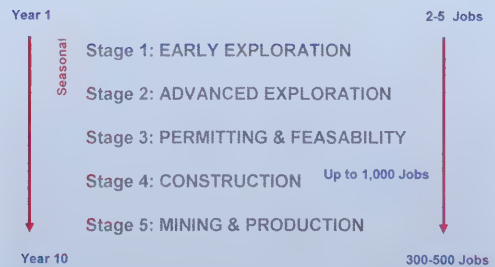 Year 1
2-5 Jobs
Seasonal
Stage 1: EARLY EXPLORATION
Stage 2: ADVANCED EXPLORATION
Stage 3: PERMITTING & FEASABILITY
Stage 4: CONSTRUCTION
Up to 1,000 Jobs
Stage 5: MINING & PRODUCTION
Year 10
300-500 Jobs